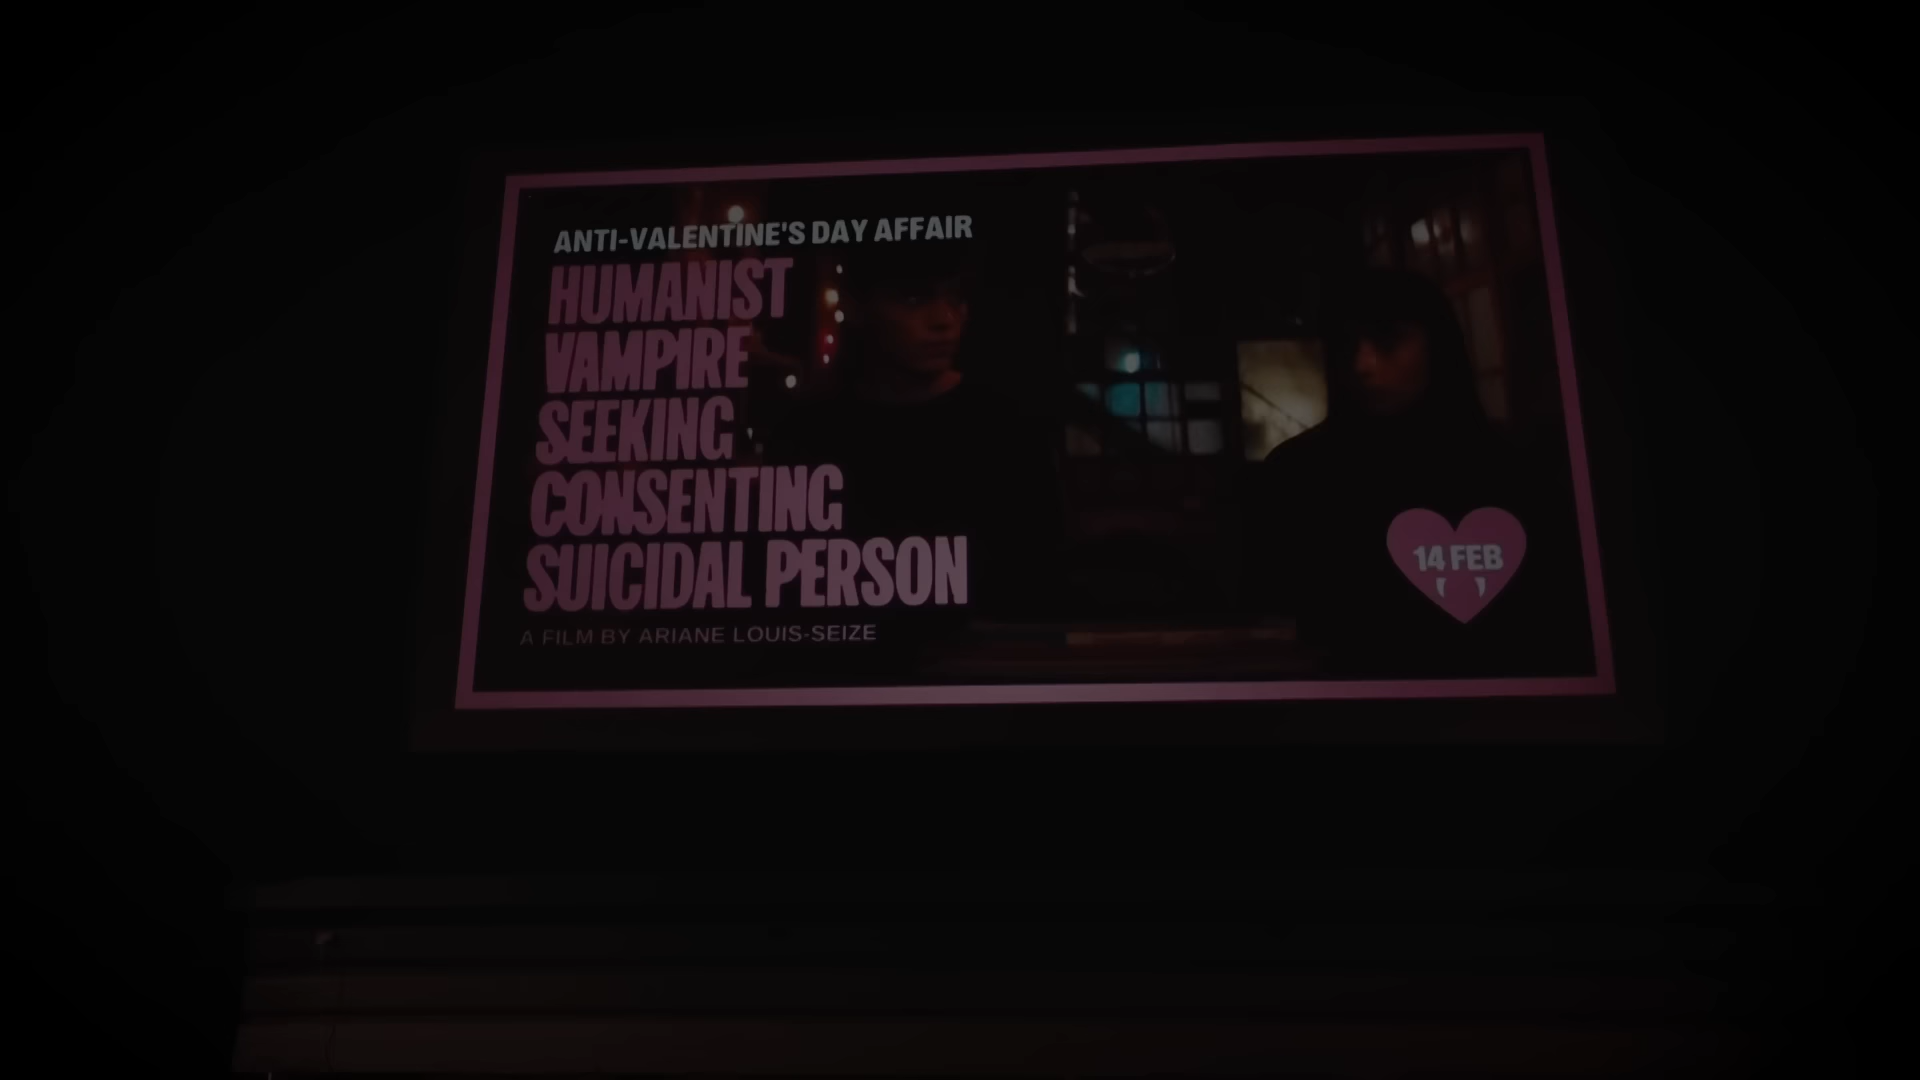 ANTI-VALENTINE'S DAY AFFAIR
HUMANIST
VAMPIRE
SEEKING
CONSENTING
SUICIDAL PERSON
A FILM BY ARIANE LOUIS-SEIZE
14 FEB